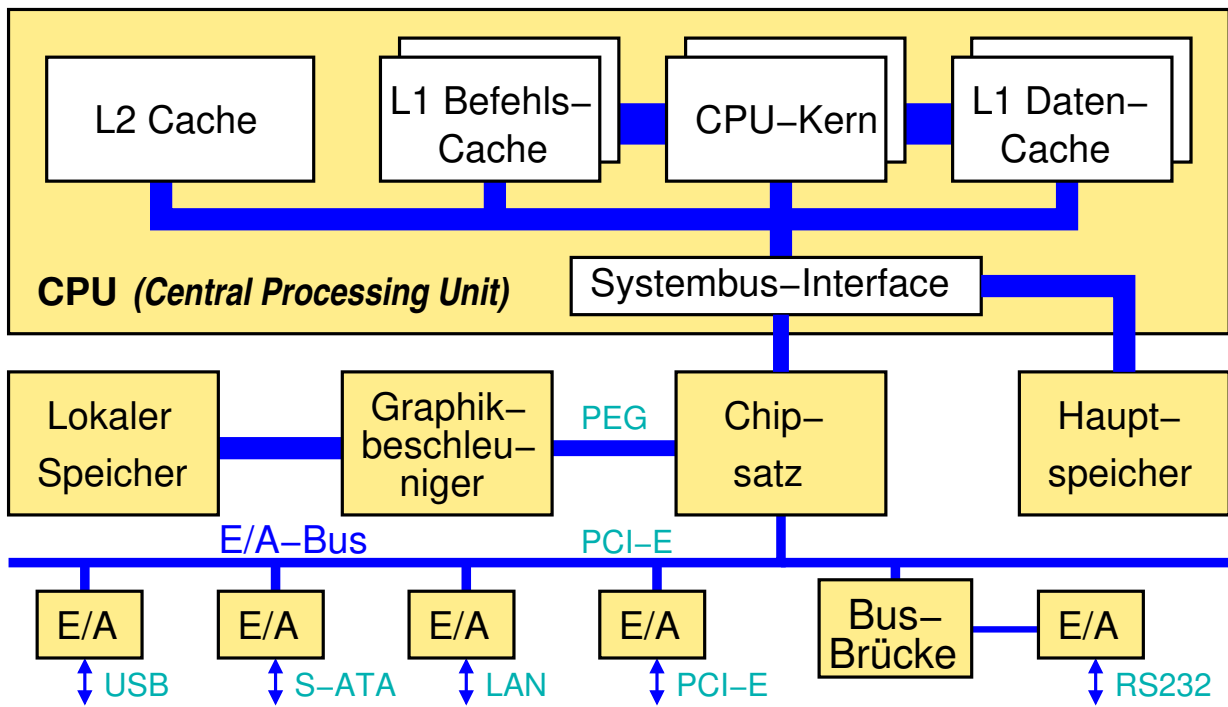 L2 Cache
L1 Befehls–
Cache
CPU–Kern
L1 Daten–
Cache
CPU (Central Processing Unit)
Systembus–Interface
Lokaler
Speicher
Graphik–
beschleu–
niger
PEG
Chip–
satz
Haupt–
speicher
E/A–Bus
PCI–E
E/A
E/A
E/A
E/A
Bus–
Brücke
E/A
USB
S–ATA
LAN
PCI–E
RS232